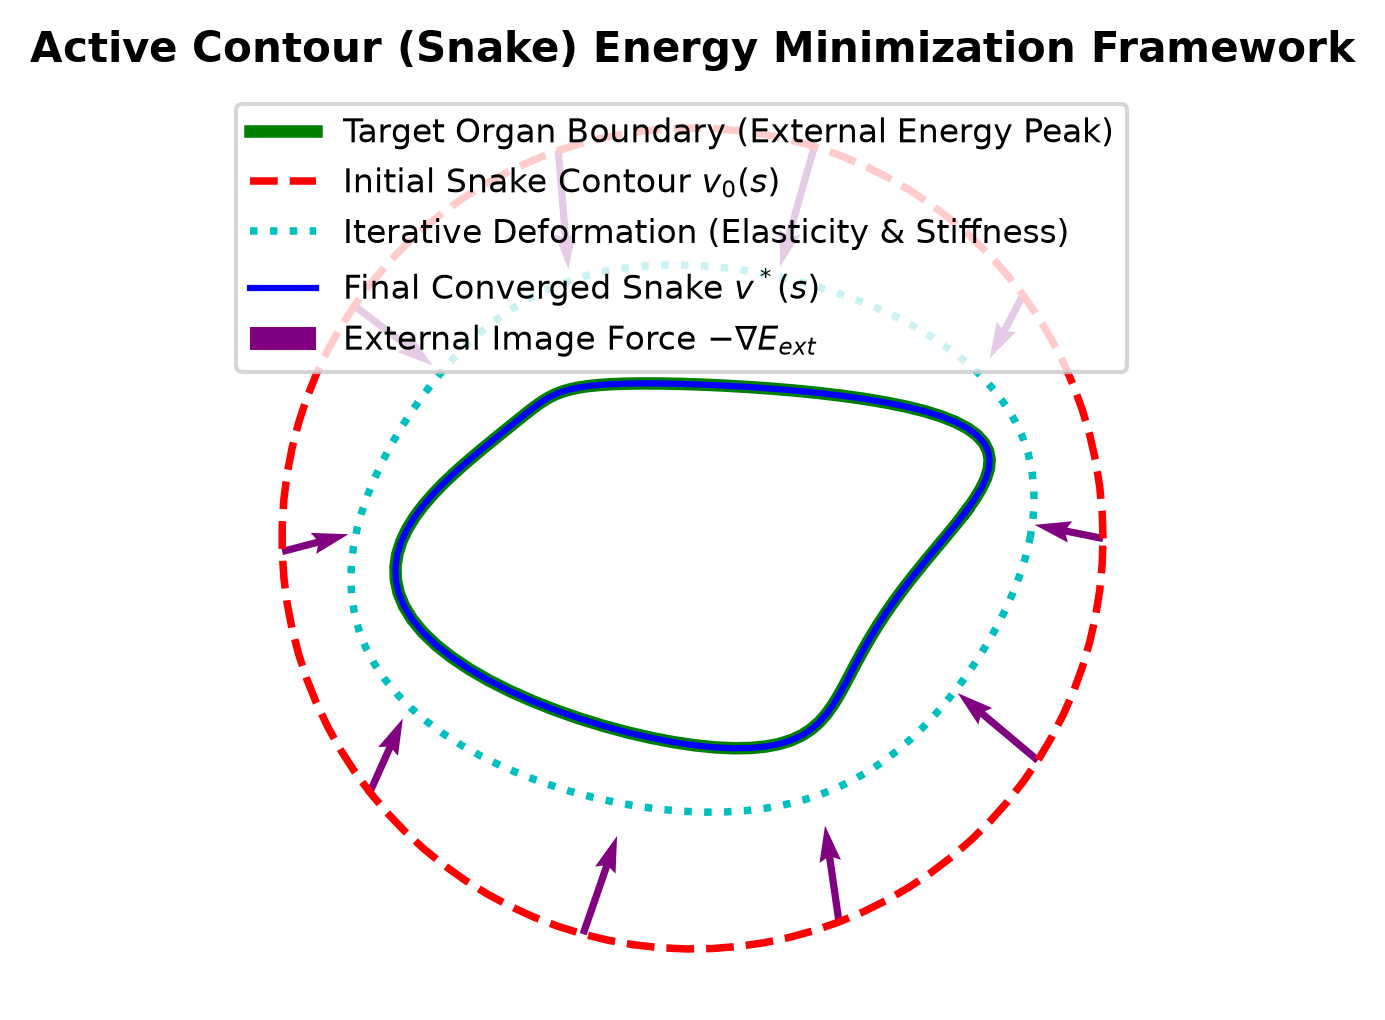 Active Contour (Snake) Energy Minimization Framework
Target Organ Boundary (External Energy Peak)
Initial Snake Contour v₀(s)
Iterative Deformation (Elasticity & Stiffness)
Final Converged Snake v*(s)
External Image Force −∇E_ext